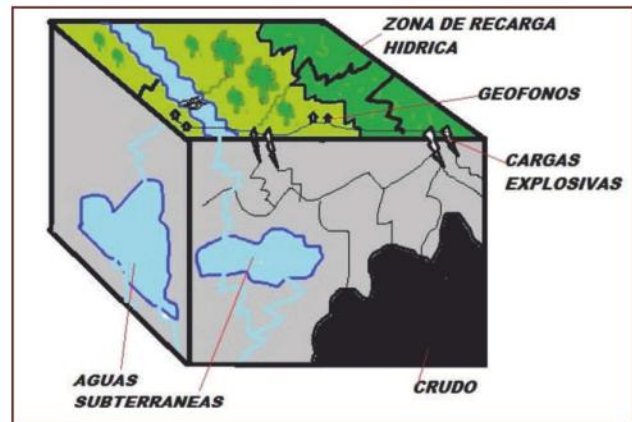 ZONA DE RECARGA
HIDRICA
GEOFONOS
CARGAS
EXPLOSIVAS
AGUAS
SUBTERRANEAS
CRUDO